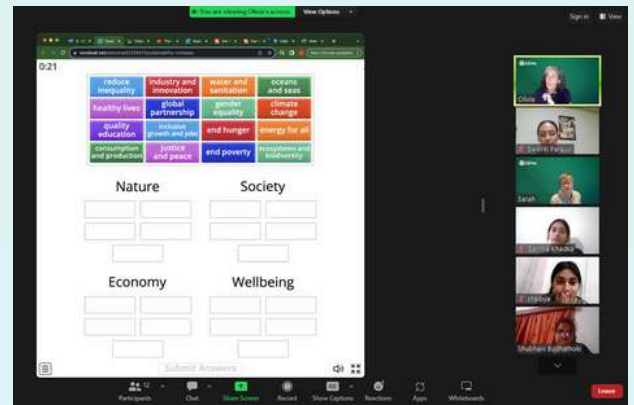 You are viewing Olivia's screen View Options
Sign in View
0:21
reduce inequality
industry and innovation
water and sanitation
oceans and seas
healthy lives
global partnership
gender equality
climate change
quality education
inclusive growth and jobs
end hunger
energy for all
consumption and production
justice and peace
end poverty
ecosystems and biodiversity
Nature Society
Economy Wellbeing
Submit Answers
Olivia
Sarah
Participants Chat Share Screen Record Show Captions Reactions Apps Whiteboards
Leave